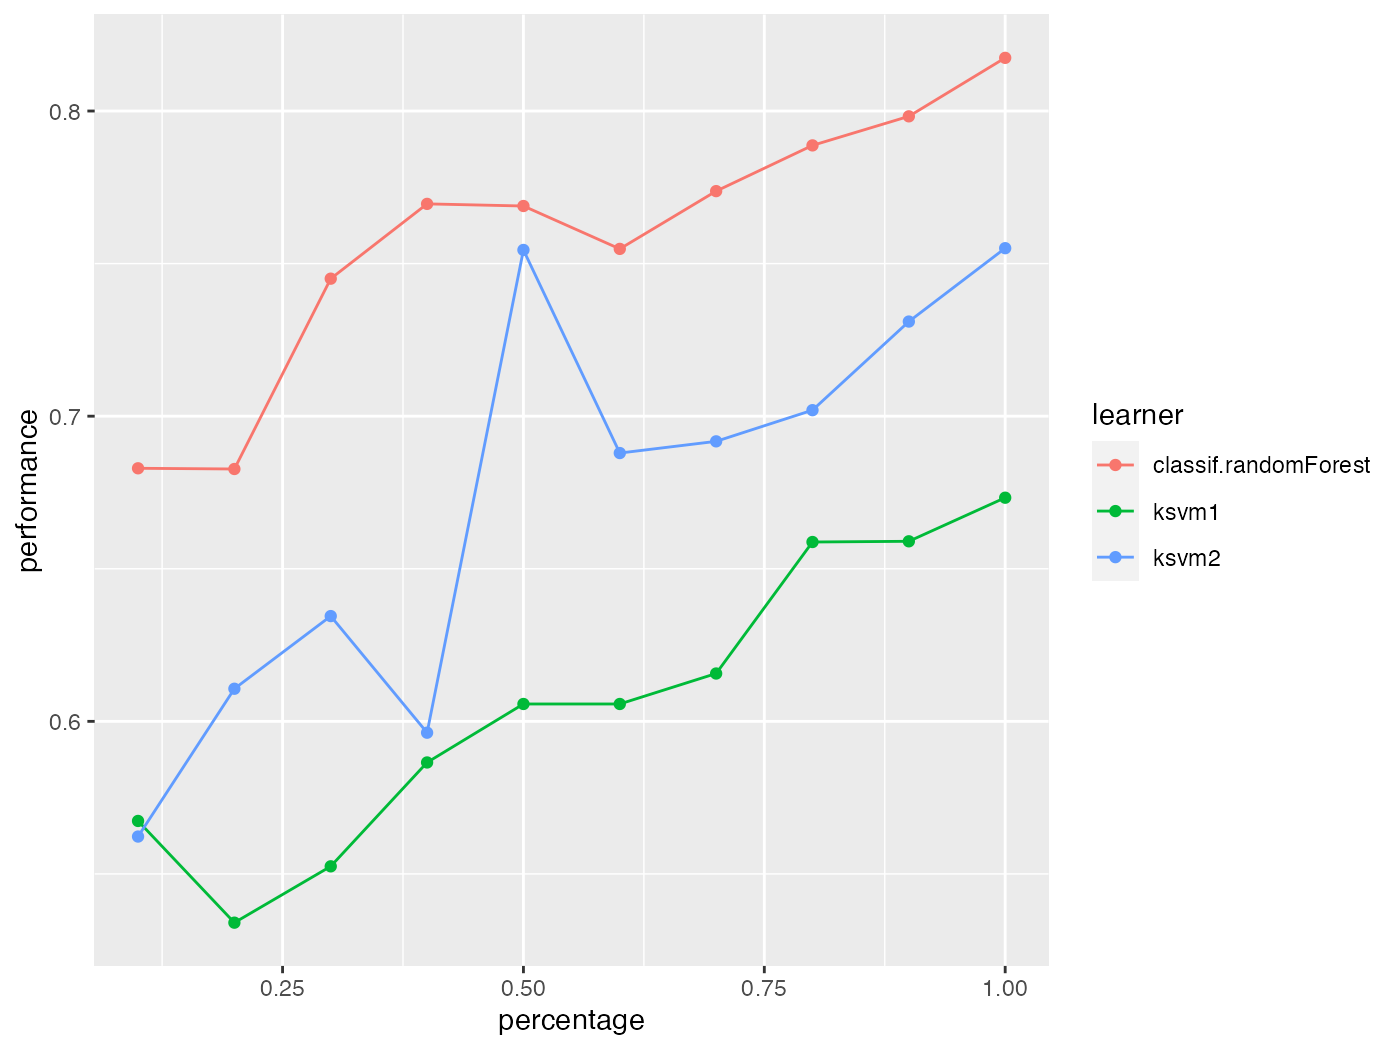 0.8
0.7
0.6
performance
0.25 0.50 0.75 1.00
percentage
learner
classif.randomForest
ksvm1
ksvm2